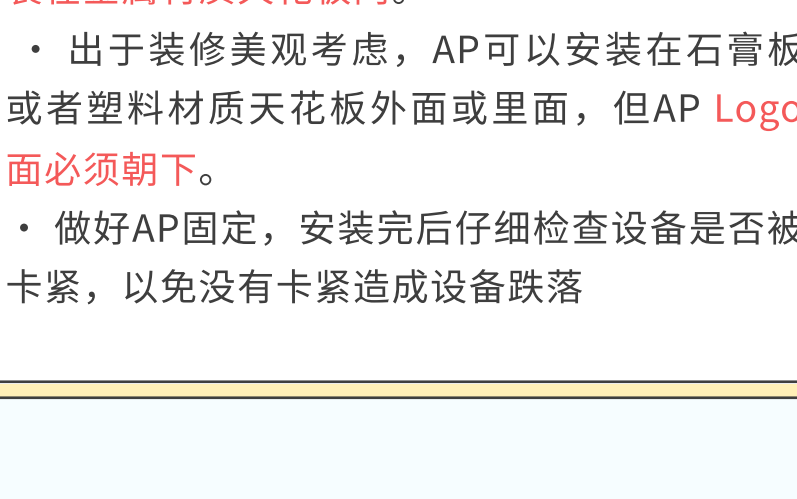 • 出于装修美观考虑，AP可以安装在石膏板
或者塑料材质天花板外面或里面，但AP Logo
面必须朝下。
• 做好AP固定，安装完后仔细检查设备是否被
卡紧，以免没有卡紧造成设备跌落